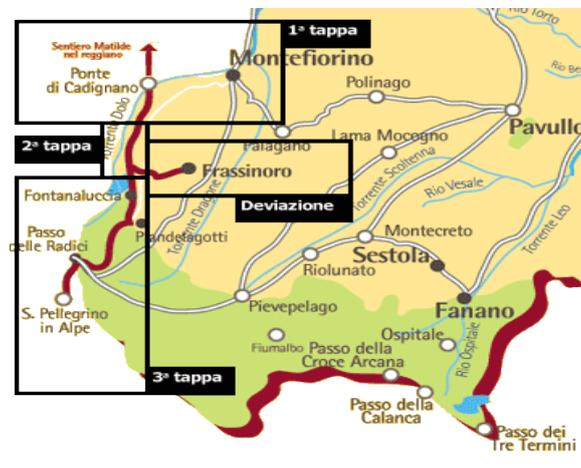 1ª tappa
Sentiero Matilde
nel reggiano
Montefiorino
Rio Torto
Ponte
di Cadignano
Polinago
Torrente Dolo
Pavullo
2ª tappa
Palagano
Lama Mocogno
Frassinoro
Torrente Scoltenna
Rio Vesale
Fontanaluccia
Deviazione
Torrente Dragone
Torrente Leo
Passo
delle Radici
Piandelagotti
Montecreto
Sestola
Riolunato
S. Pellegrino
in Alpe
Pievepelago
Fanano
Ospitale
Rio Ospitale
Fiumalbo
Passo della
Croce Arcana
3ª tappa
Passo della
Calanca
Passo dei
Tre Termini